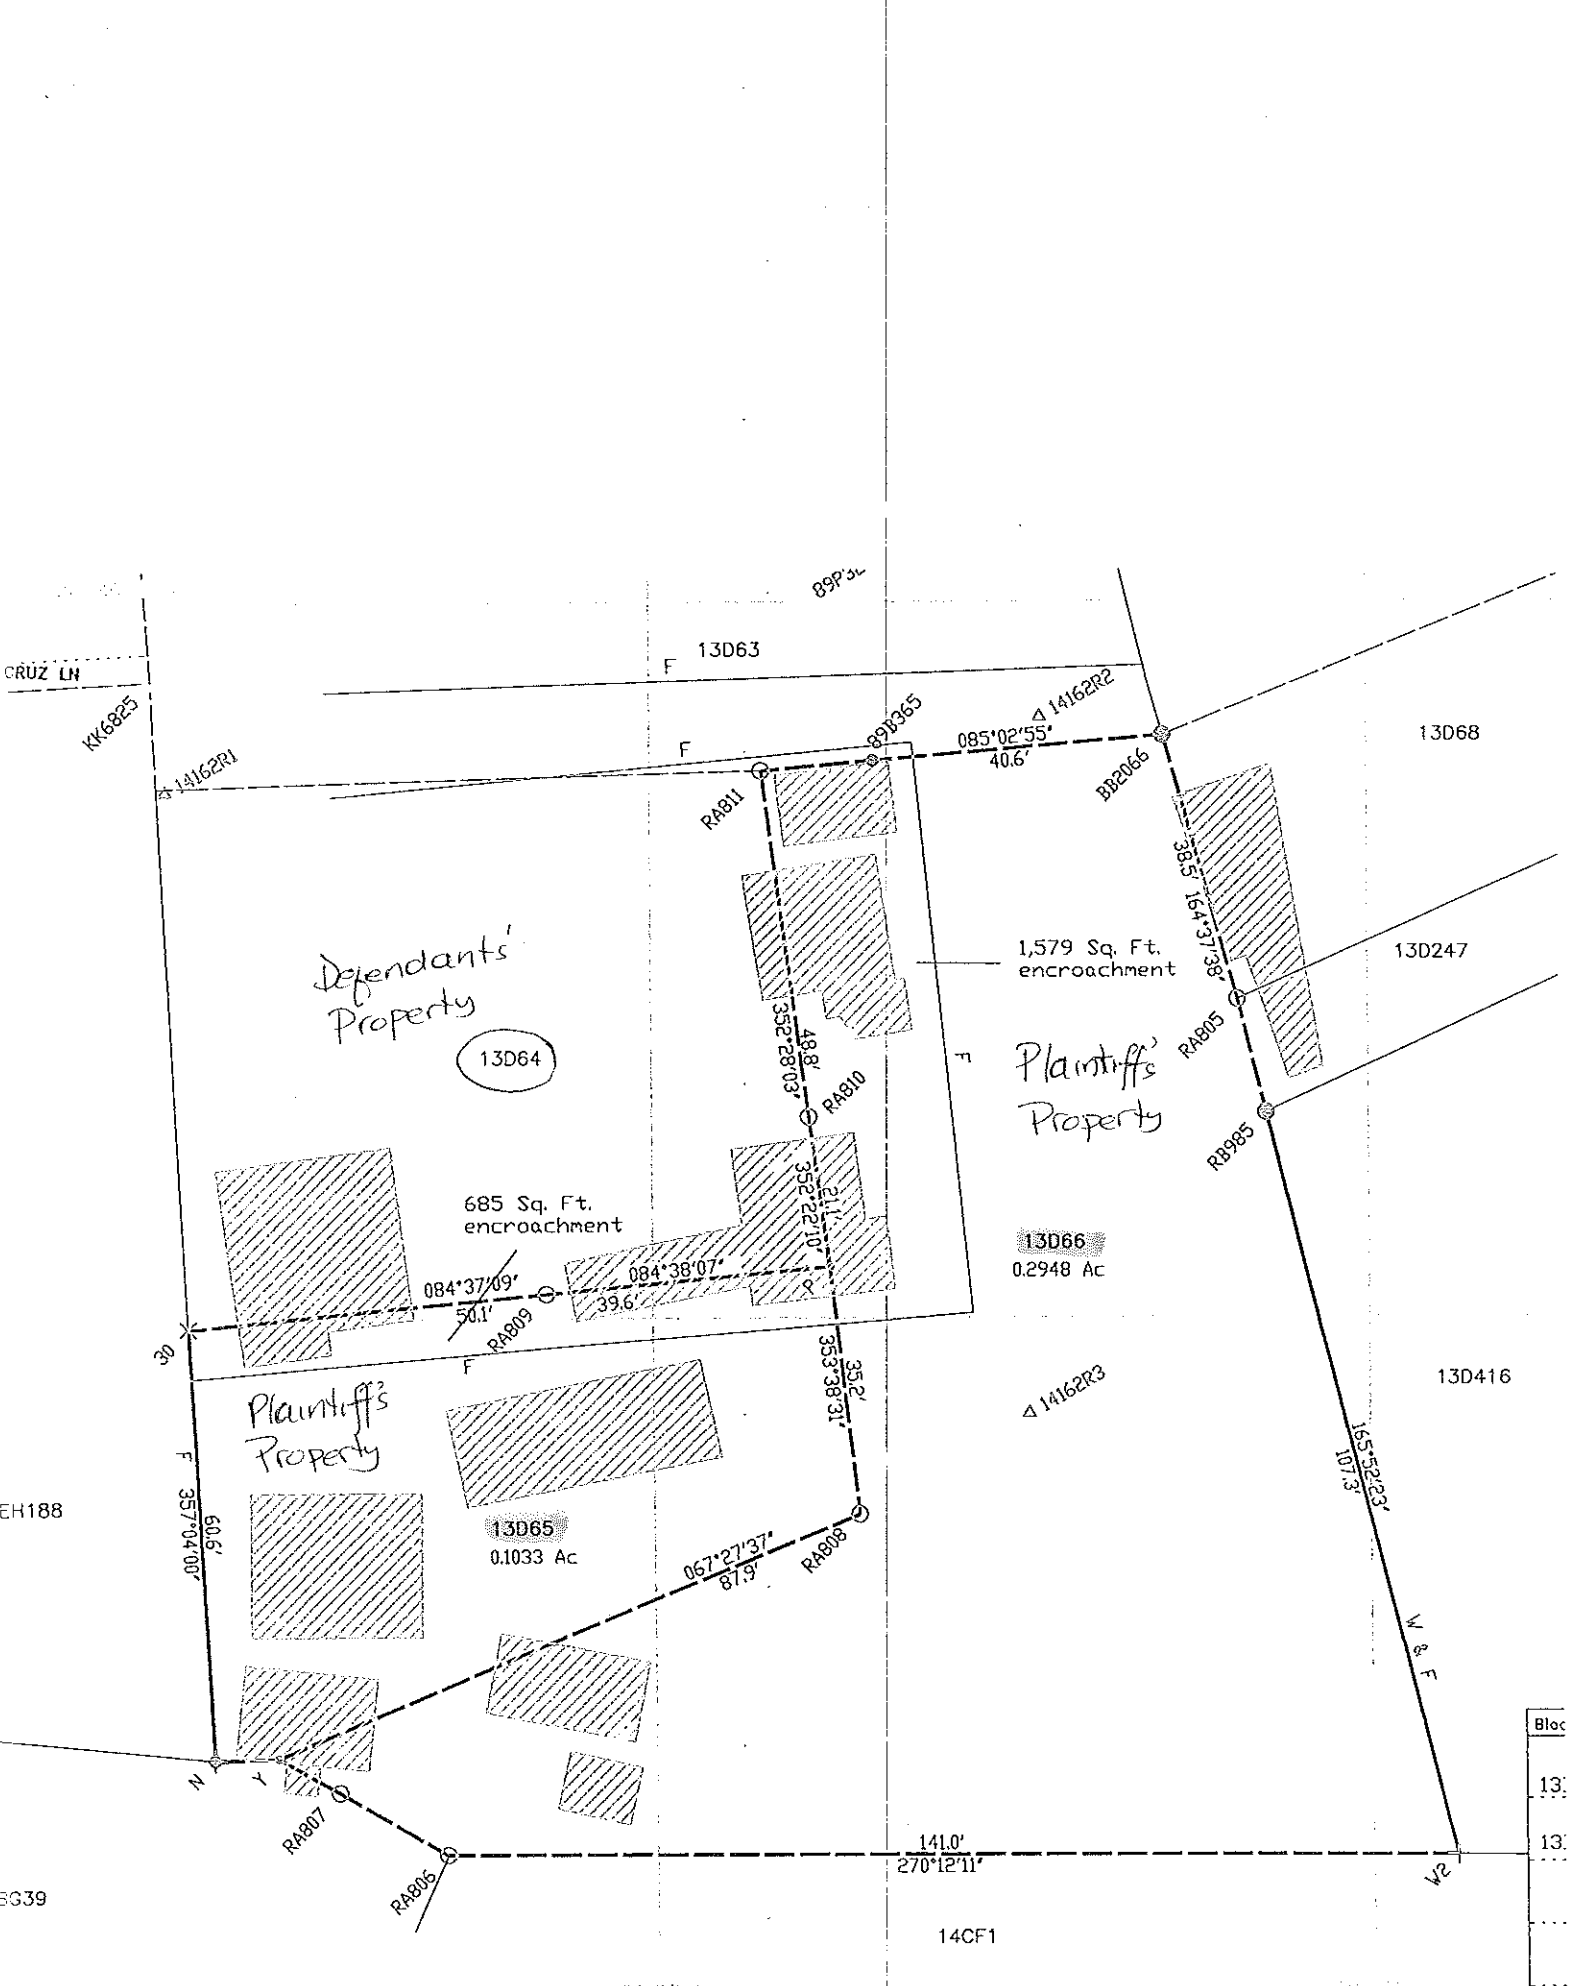 13D63
F
CRUZ LN
KK6825
14162R1
14162R2
89B365
F
085°02'55"
40.6'
BB2066
13D68
RA811
38.5' 164°37'38"
Defendants'
Property
13D64
1,579 Sq. Ft.
encroachment
13D247
48.8'
352°28'03"
RA810
F
Plaintiff's
Property
RA805
RB985
685 Sq. Ft.
encroachment
21.1'
352°22'10"
13D66
0.2948 Ac
084°37'09"
50.1'
084°38'07"
39.6'
RA809
P
30
F
35.2'
353°38'31"
14162R3
13D416
Plaintiff's
Property
F 357°04'00"
60.6'
165°52'23"
107.3'
EH188
13D65
0.1033 Ac
067°27'37"
87.9'
RA808
W & F
N
Y
RA807
RA806
141.0'
270°12'11"
W2
Bloc
13
13
BG39
14CF1